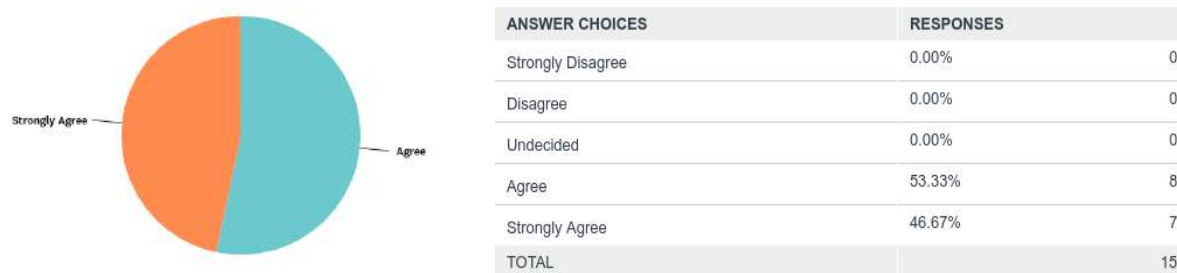 Strongly Agree
Agree
ANSWER CHOICES RESPONSES
Strongly Disagree 0.00% 0
Disagree 0.00% 0
Undecided 0.00% 0
Agree 53.33% 8
Strongly Agree 46.67% 7
TOTAL 15